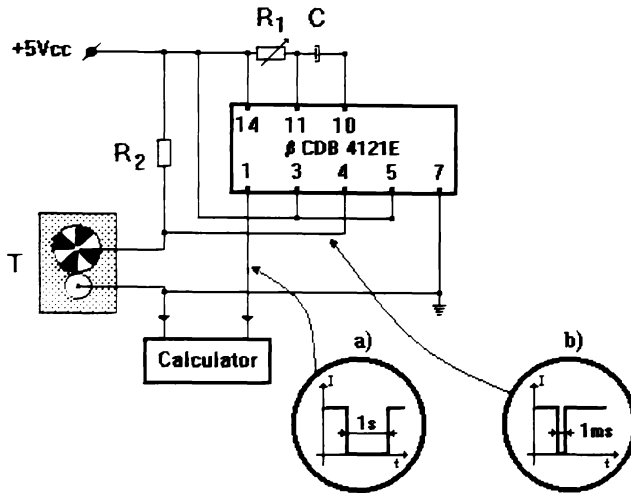 R1 C
+5Vcc
14 11 10
β CDB 4121E
R2
1 3 4 5 7
T
Calculator
a) b)
I I
1s 1ms
t t